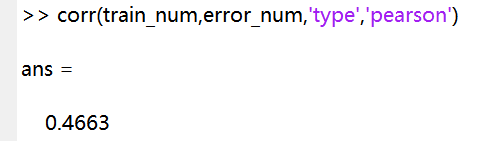 >> corr(train_num,error_num,'type','pearson')
ans =
0.4663